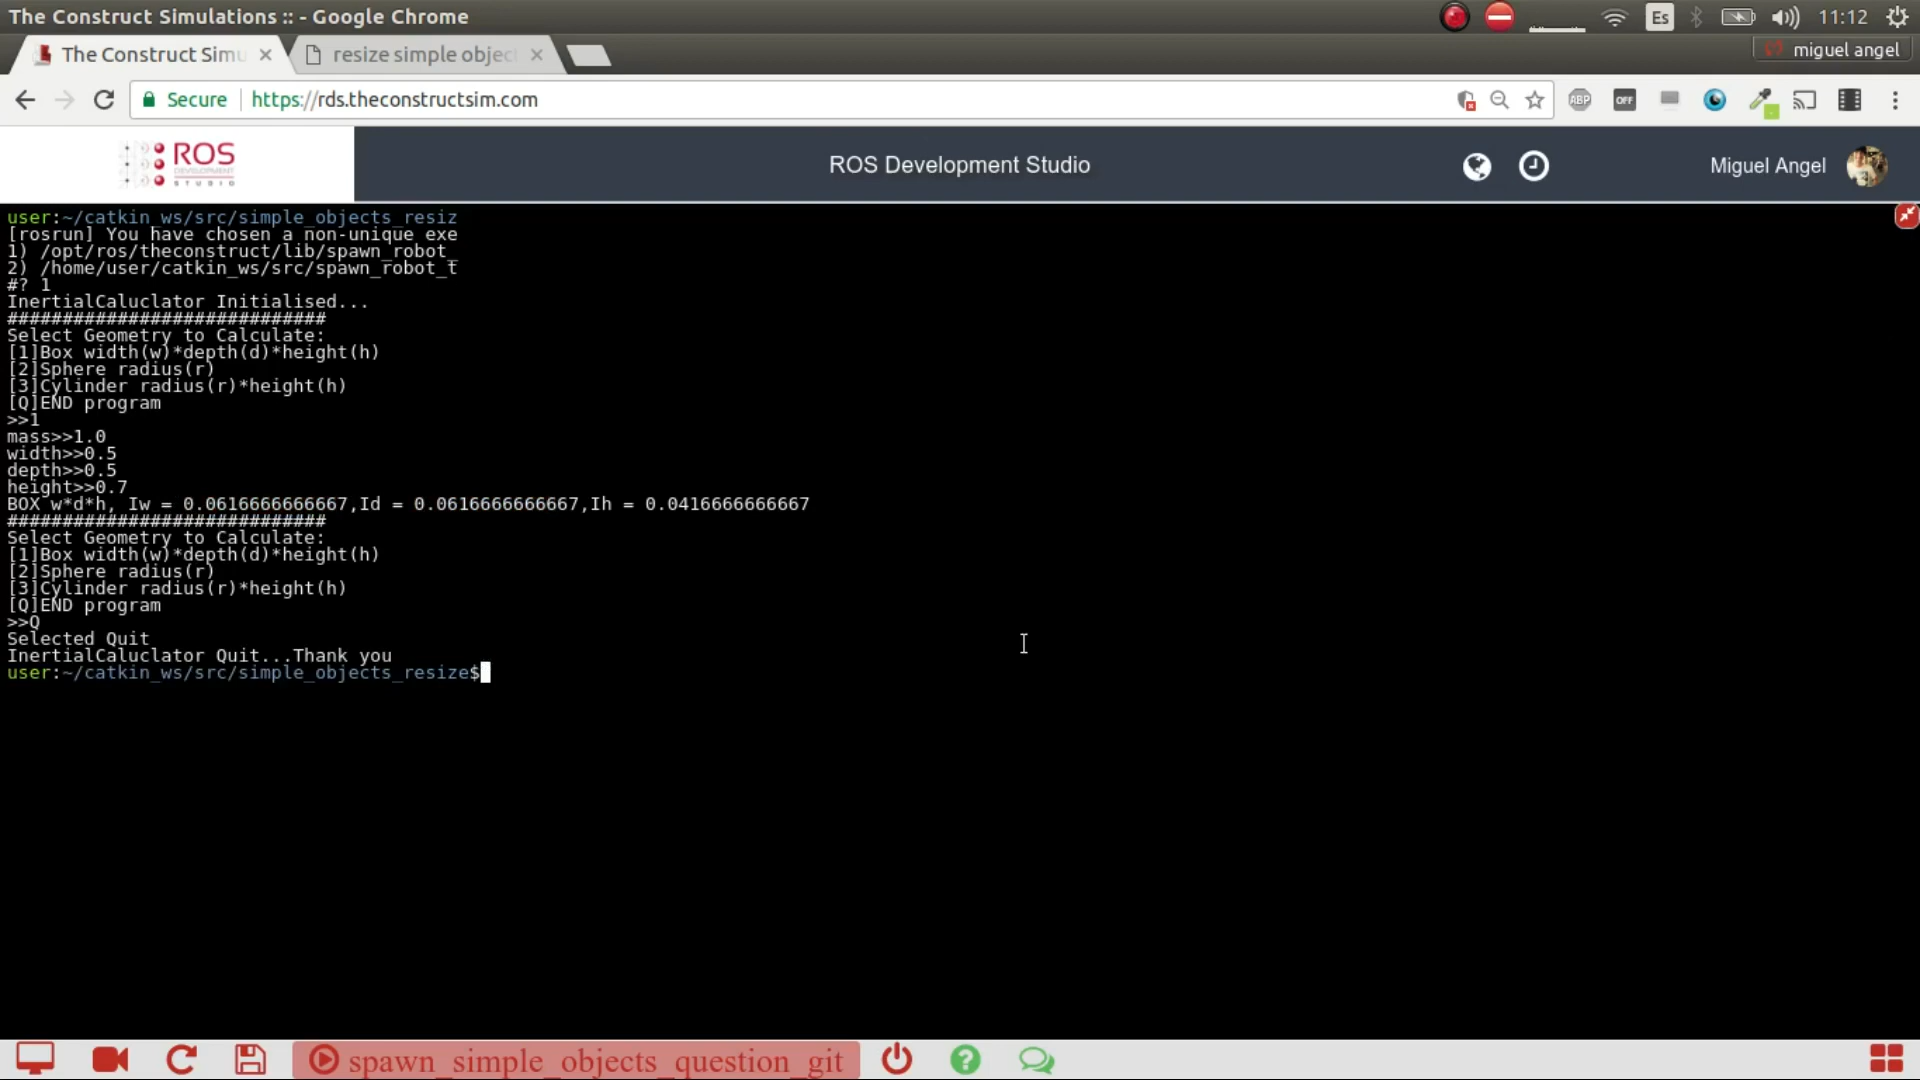 The Construct Simulations :: - Google Chrome
Es
11:12
The Construct Simu
resize simple objec
miguel angel
Secure
https://rds.theconstructsim.com
ABP
OFF
ROS
DEVELOPMENT
STUDIO
ROS Development Studio
Miguel Angel
user:~/catkin_ws/src/simple_objects_resiz
[rosrun] You have chosen a non-unique exe
1) /opt/ros/theconstruct/lib/spawn_robot_
2) /home/user/catkin_ws/src/spawn_robot_t
#? 1
InertialCaluclator Initialised...
#############################
Select Geometry to Calculate:
[1]Box width(w)*depth(d)*height(h)
[2]Sphere radius(r)
[3]Cylinder radius(r)*height(h)
[Q]END program
>>1
mass>>1.0
width>>0.5
depth>>0.5
height>>0.7
BOX w*d*h, Iw = 0.0616666666667,Id = 0.0616666666667,Ih = 0.0416666666667
#############################
Select Geometry to Calculate:
[1]Box width(w)*depth(d)*height(h)
[2]Sphere radius(r)
[3]Cylinder radius(r)*height(h)
[Q]END program
>>Q
Selected Quit
InertialCaluclator Quit...Thank you
user:~/catkin_ws/src/simple_objects_resize$
spawn_simple_objects_question_git